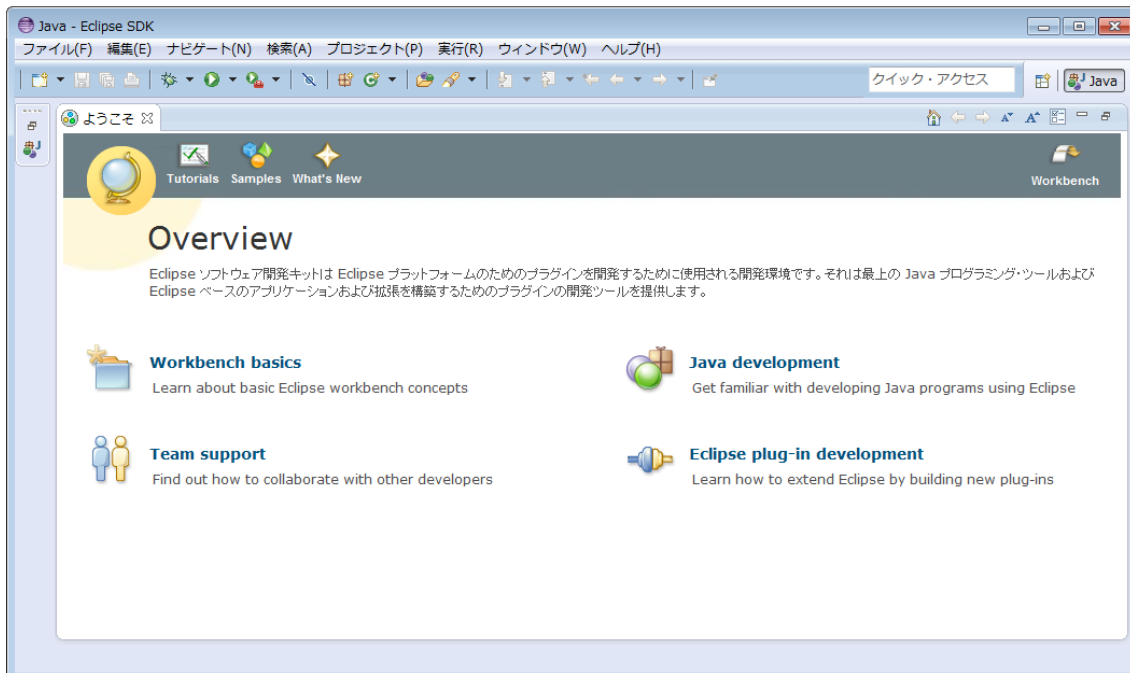 Java - Eclipse SDK
ファイル(F) 編集(E) ナビゲート(N) 検索(A) プロジェクト(P) 実行(R) ウィンドウ(W) ヘルプ(H)
クイック・アクセス Java
ようこそ
Tutorials Samples What's New Workbench
Overview
Eclipse ソフトウェア開発キットは Eclipse プラットフォームのためのプラグインを開発するために使用される開発環境です。それは最上の Java プログラミング・ツールおよび
Eclipse ベースのアプリケーションおよび拡張を構築するためのプラグインの開発ツールを提供します。
Workbench basics
Learn about basic Eclipse workbench concepts
Java development
Get familiar with developing Java programs using Eclipse
Team support
Find out how to collaborate with other developers
Eclipse plug-in development
Learn how to extend Eclipse by building new plug-ins